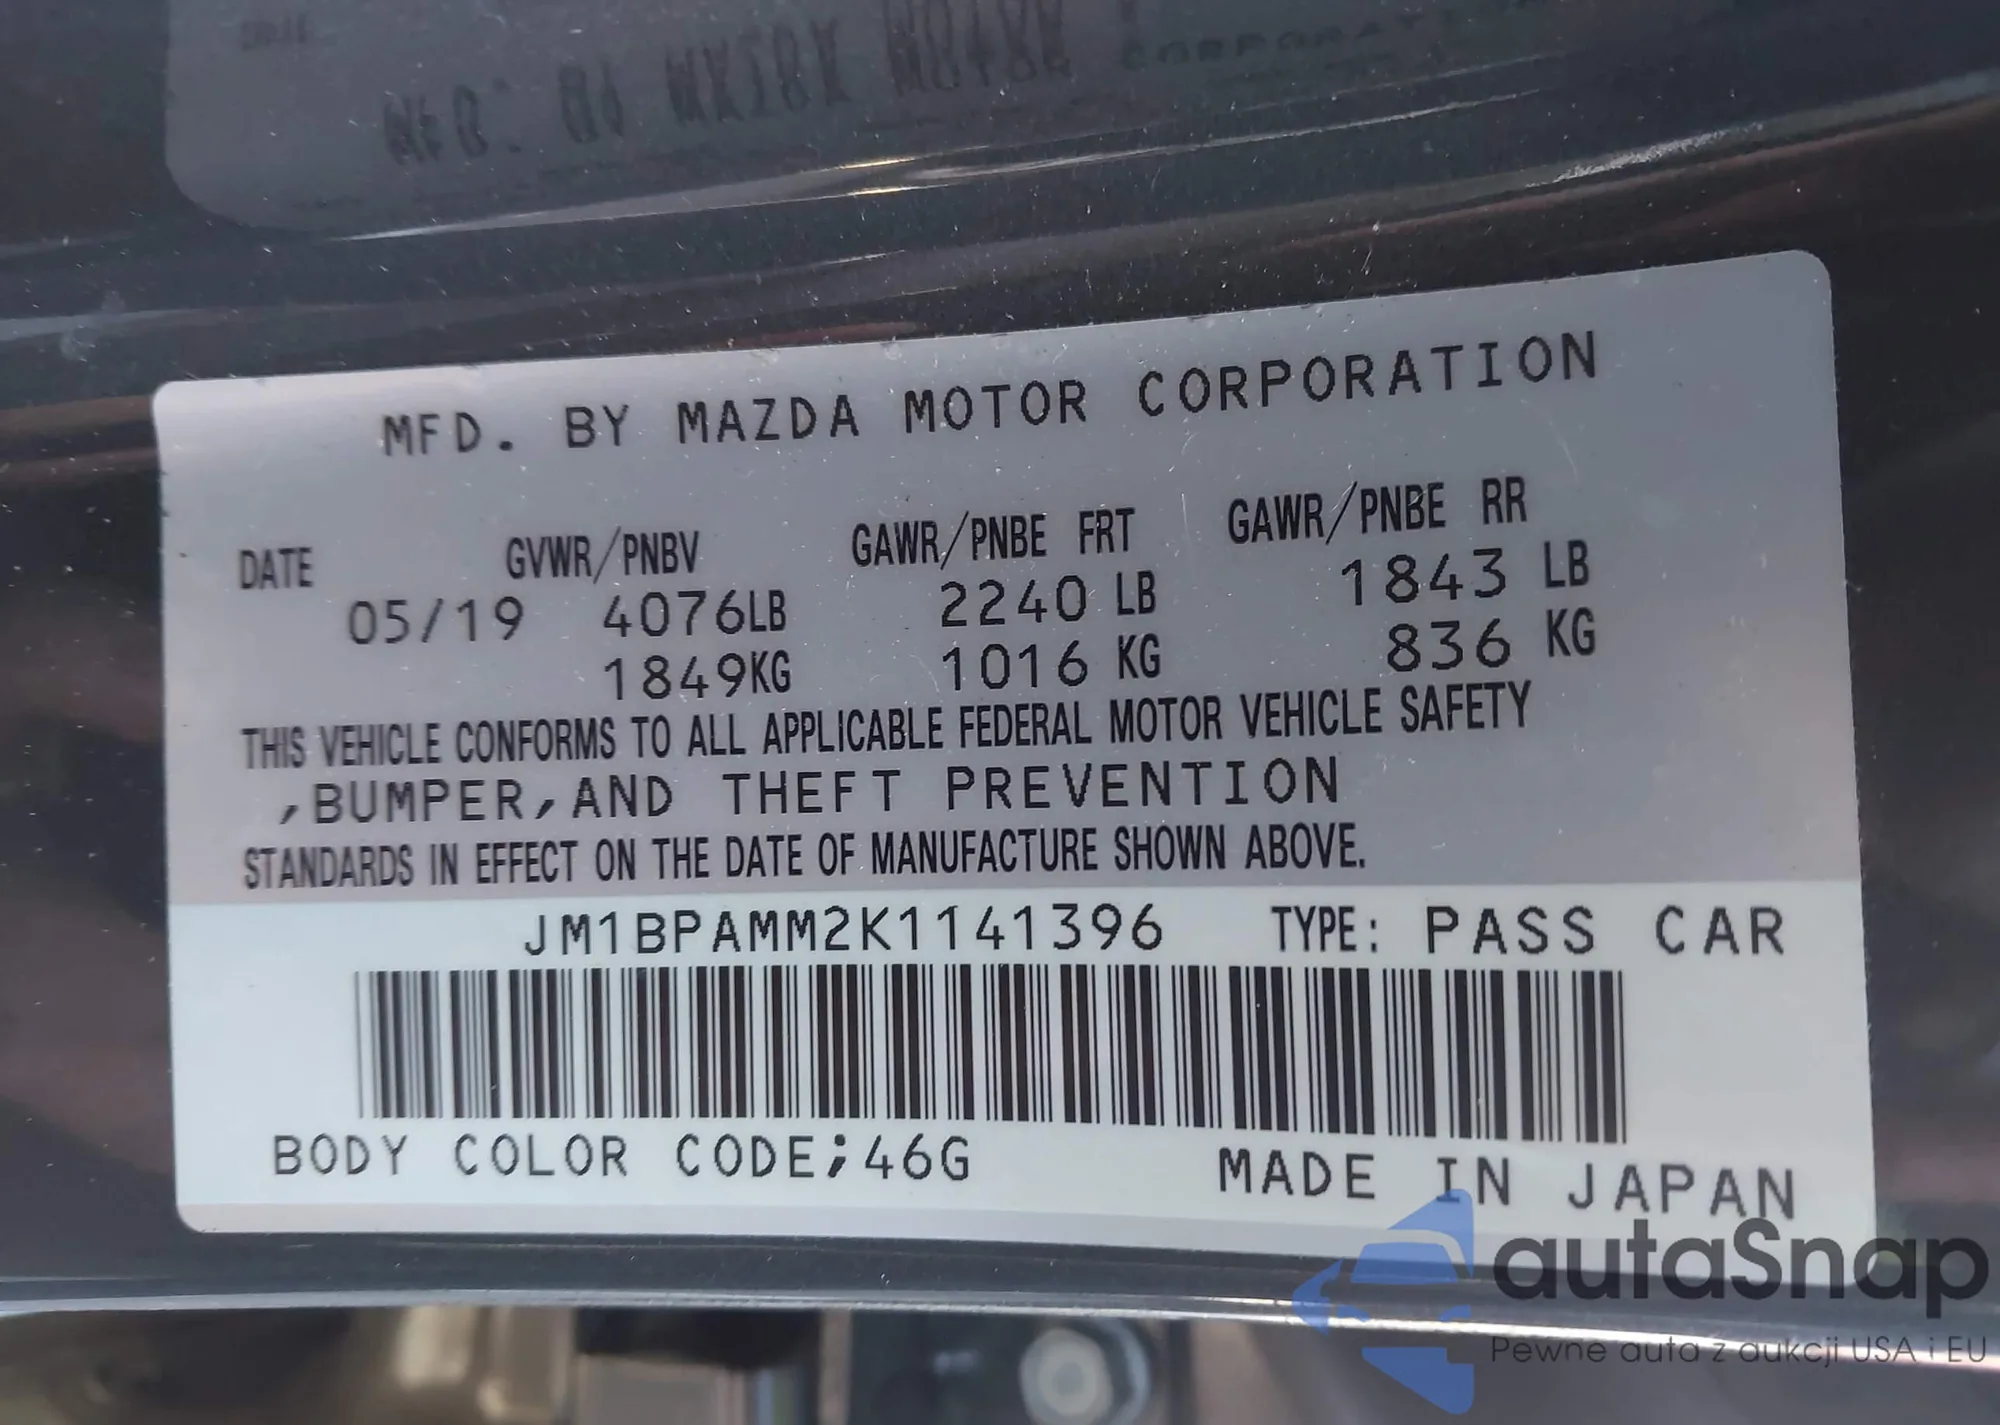 MFD. BY MAZDA MOTOR CORPORATION
DATE GVWR/PNBV GAWR/PNBE FRT GAWR/PNBE RR
05/19 4076LB 2240 LB 1843 LB
1849KG 1016 KG 836 KG
THIS VEHICLE CONFORMS TO ALL APPLICABLE FEDERAL MOTOR VEHICLE SAFETY
,BUMPER,AND THEFT PREVENTION
STANDARDS IN EFFECT ON THE DATE OF MANUFACTURE SHOWN ABOVE.
JM1BPAMM2K1141396 TYPE: PASS CAR
BODY COLOR CODE;46G MADE IN JAPAN
autaSnap
Pewne auta z aukcji USA i EU